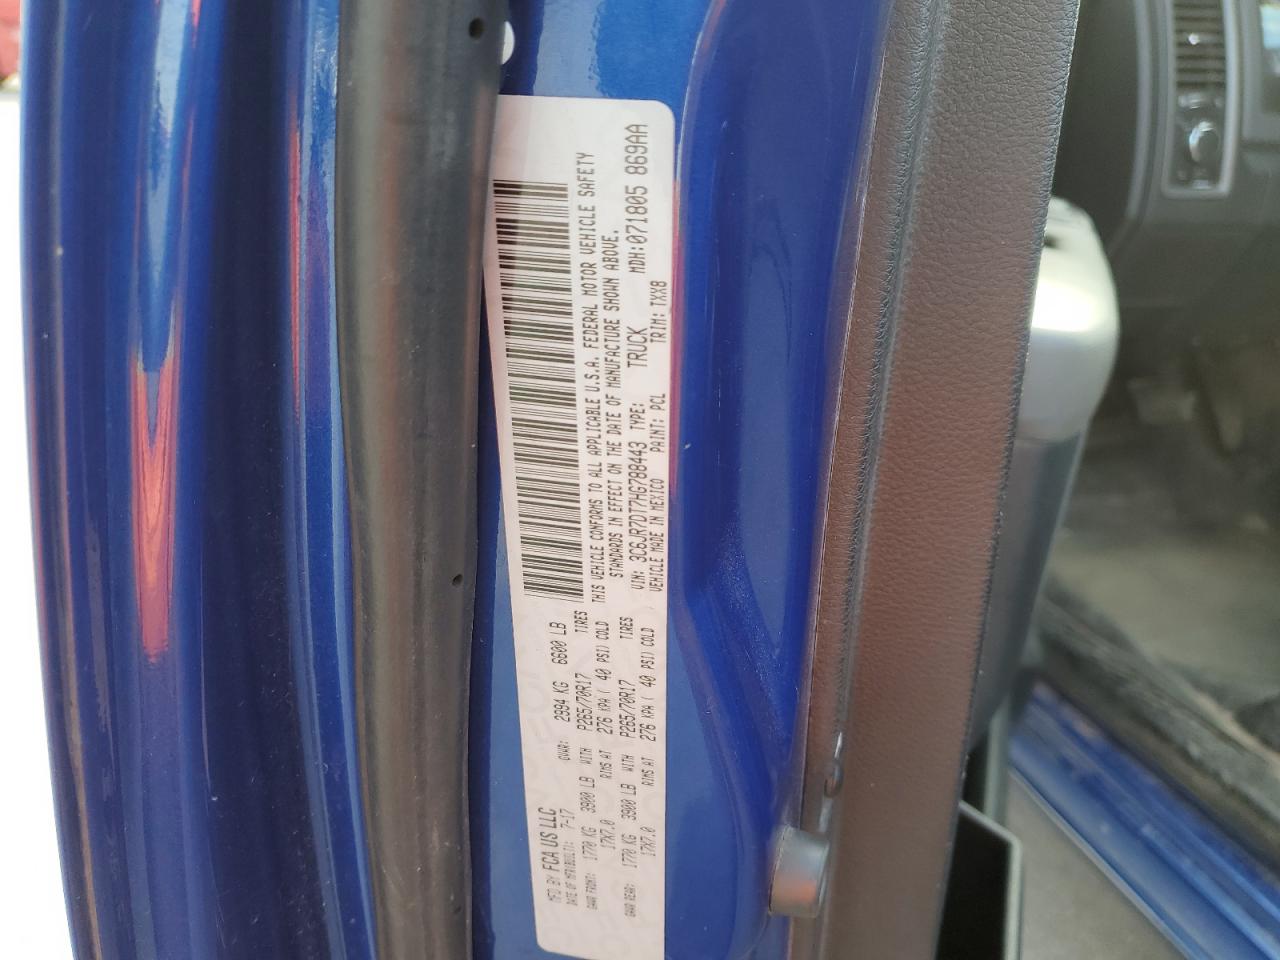 MFD BY FCA US LLC
DATE OF MFR(BUILT): 7-17 GVWR: 2994 KG 6600 LB
GAWR FRONT: 1770 KG 3900 LB WITH P265/70R17 TIRES
17X7.0 RIMS AT 276 KPA ( 40 PSI) COLD
GAWR REAR: 1770 KG 3900 LB WITH P265/70R17 TIRES
17X7.0 RIMS AT 276 KPA ( 40 PSI) COLD
THIS VEHICLE CONFORMS TO ALL APPLICABLE U.S.A. FEDERAL MOTOR VEHICLE SAFETY
STANDARDS IN EFFECT ON THE DATE OF MANUFACTURE SHOWN ABOVE.
VIN: 3C6JR7DT7HG788443 TYPE: TRUCK MDH:071805 869AA
VEHICLE MADE IN MEXICO PAINT: PCL TRIM: TXX8